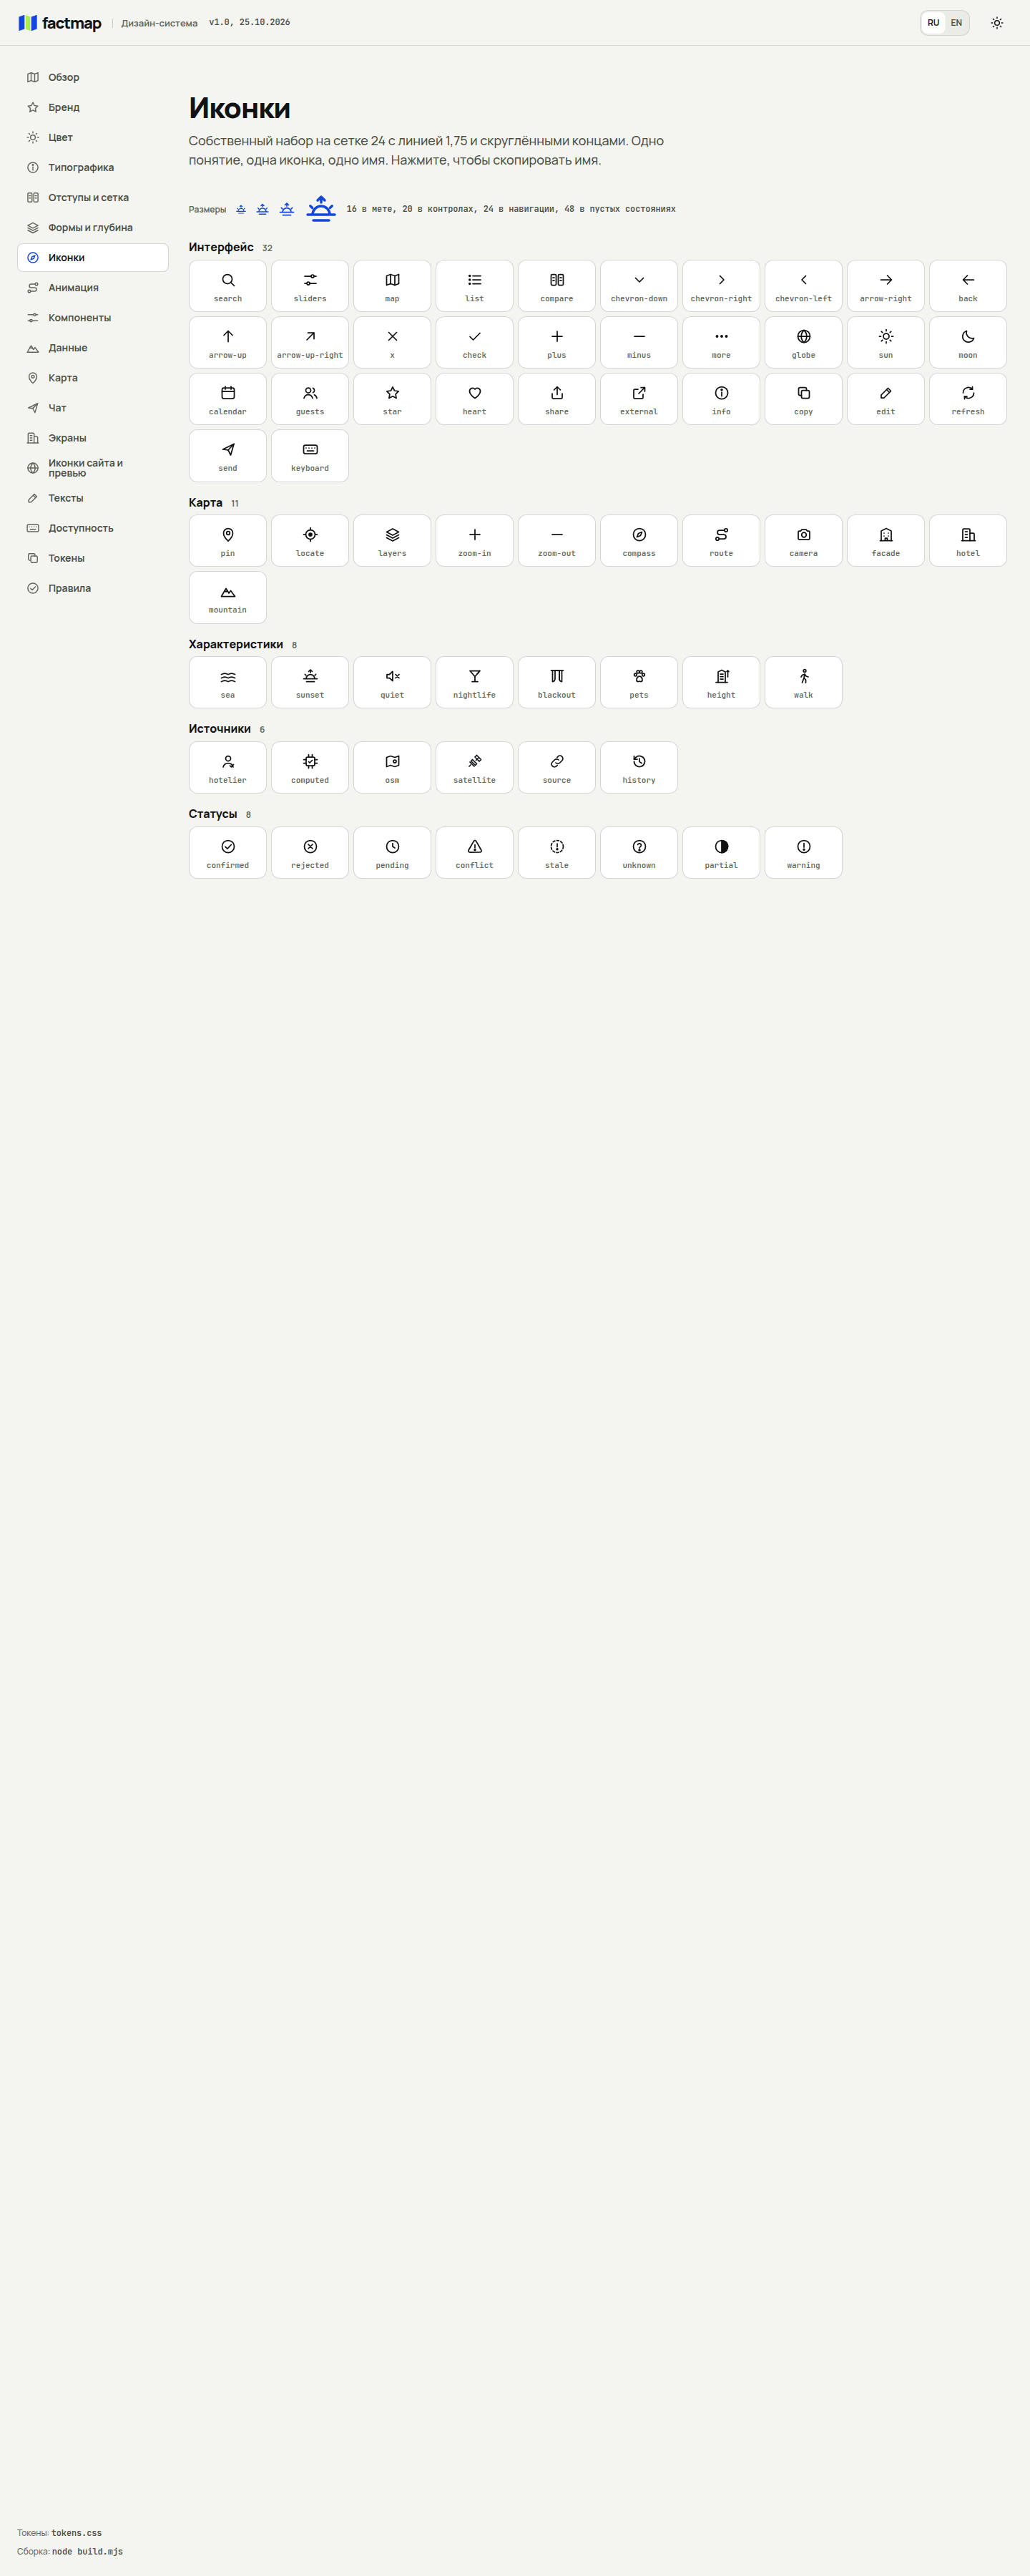 factmap Дизайн-система v1.0, 25.10.2026 RU EN
Обзор
Бренд
Цвет
Типографика
Отступы и сетка
Формы и глубина
Иконки
Анимация
Компоненты
Данные
Карта
Чат
Экраны
Иконки сайта и
превью
Тексты
Доступность
Токены
Правила
Иконки
Собственный набор на сетке 24 с линией 1,75 и скруглёнными концами. Одно
понятие, одна иконка, одно имя. Нажмите, чтобы скопировать имя.
Размеры 16 в мете, 20 в контролах, 24 в навигации, 48 в пустых состояниях
Интерфейс 32
search sliders map list compare chevron-down chevron-right chevron-left arrow-right back
arrow-up arrow-up-right x check plus minus more globe sun moon
calendar guests star heart share external info copy edit refresh
send keyboard
Карта 11
pin locate layers zoom-in zoom-out compass route camera facade hotel
mountain
Характеристики 8
sea sunset quiet nightlife blackout pets height walk
Источники 6
hotelier computed osm satellite source history
Статусы 8
confirmed rejected pending conflict stale unknown partial warning
Токены: tokens.css
Сборка: node build.mjs